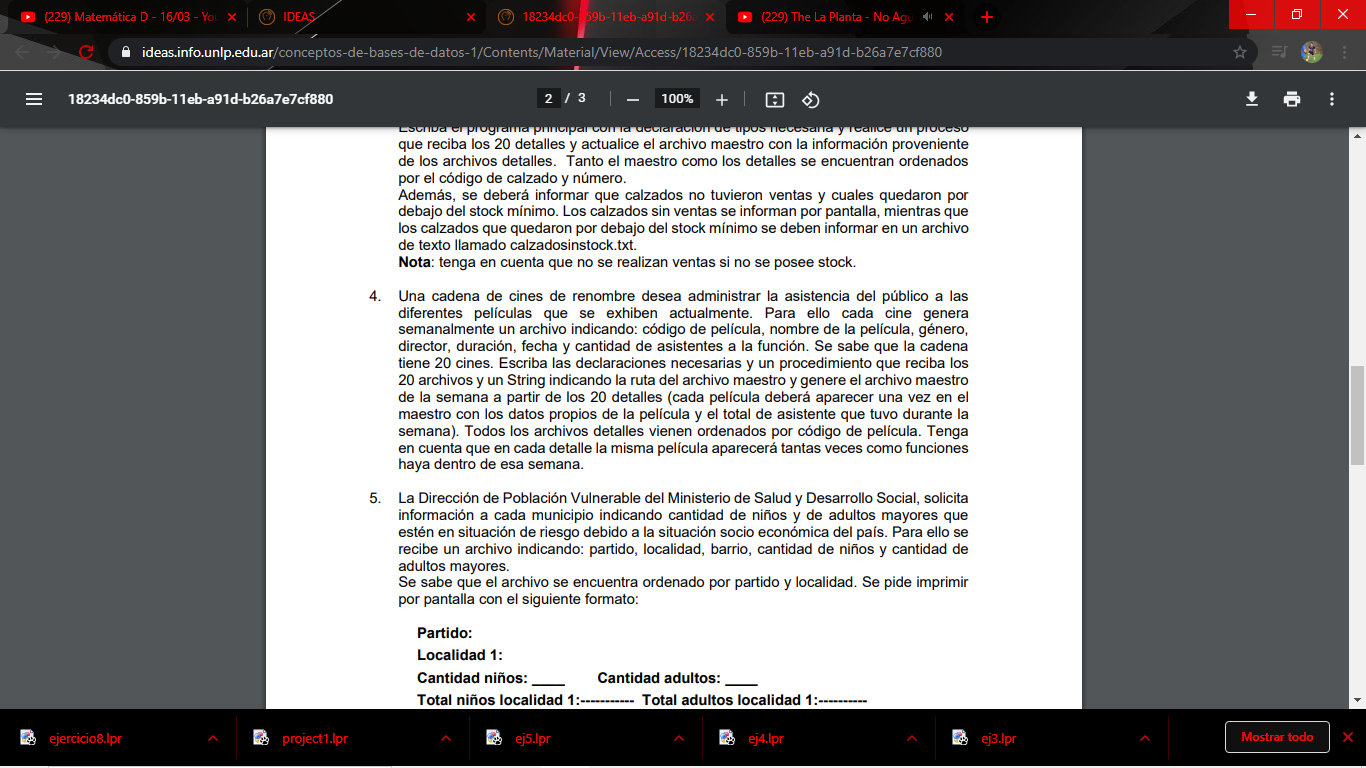 (229) Matemática D - 16/03 - You
IDEAS
18234dc0-859b-11eb-a91d-b26a
(229) The La Planta - No Agu
ideas.info.unlp.edu.ar/conceptos-de-bases-de-datos-1/Contents/Material/View/Access/18234dc0-859b-11eb-a91d-b26a7e7cf880
18234dc0-859b-11eb-a91d-b26a7e7cf880
2 / 3
100%
Escriba el programa principal con la declaración de tipos necesaria y realice un proceso
que reciba los 20 detalles y actualice el archivo maestro con la información proveniente
de los archivos detalles. Tanto el maestro como los detalles se encuentran ordenados
por el código de calzado y número.
Además, se deberá informar que calzados no tuvieron ventas y cuales quedaron por
debajo del stock mínimo. Los calzados sin ventas se informan por pantalla, mientras que
los calzados que quedaron por debajo del stock mínimo se deben informar en un archivo
de texto llamado calzadosinstock.txt.
Nota: tenga en cuenta que no se realizan ventas si no se posee stock.
4. Una cadena de cines de renombre desea administrar la asistencia del público a las
diferentes películas que se exhiben actualmente. Para ello cada cine genera
semanalmente un archivo indicando: código de película, nombre de la película, género,
director, duración, fecha y cantidad de asistentes a la función. Se sabe que la cadena
tiene 20 cines. Escriba las declaraciones necesarias y un procedimiento que reciba los
20 archivos y un String indicando la ruta del archivo maestro y genere el archivo maestro
de la semana a partir de los 20 detalles (cada película deberá aparecer una vez en el
maestro con los datos propios de la película y el total de asistente que tuvo durante la
semana). Todos los archivos detalles vienen ordenados por código de película. Tenga
en cuenta que en cada detalle la misma película aparecerá tantas veces como funciones
haya dentro de esa semana.
5. La Dirección de Población Vulnerable del Ministerio de Salud y Desarrollo Social, solicita
información a cada municipio indicando cantidad de niños y de adultos mayores que
estén en situación de riesgo debido a la situación socio económica del país. Para ello se
recibe un archivo indicando: partido, localidad, barrio, cantidad de niños y cantidad de
adultos mayores.
Se sabe que el archivo se encuentra ordenado por partido y localidad. Se pide imprimir
por pantalla con el siguiente formato:
Partido:
Localidad 1:
Cantidad niños: ____ Cantidad adultos: ____
Total niños localidad 1:----------- Total adultos localidad 1:----------
ejercicio8.lpr
project1.lpr
ej5.lpr
ej4.lpr
ej3.lpr
Mostrar todo